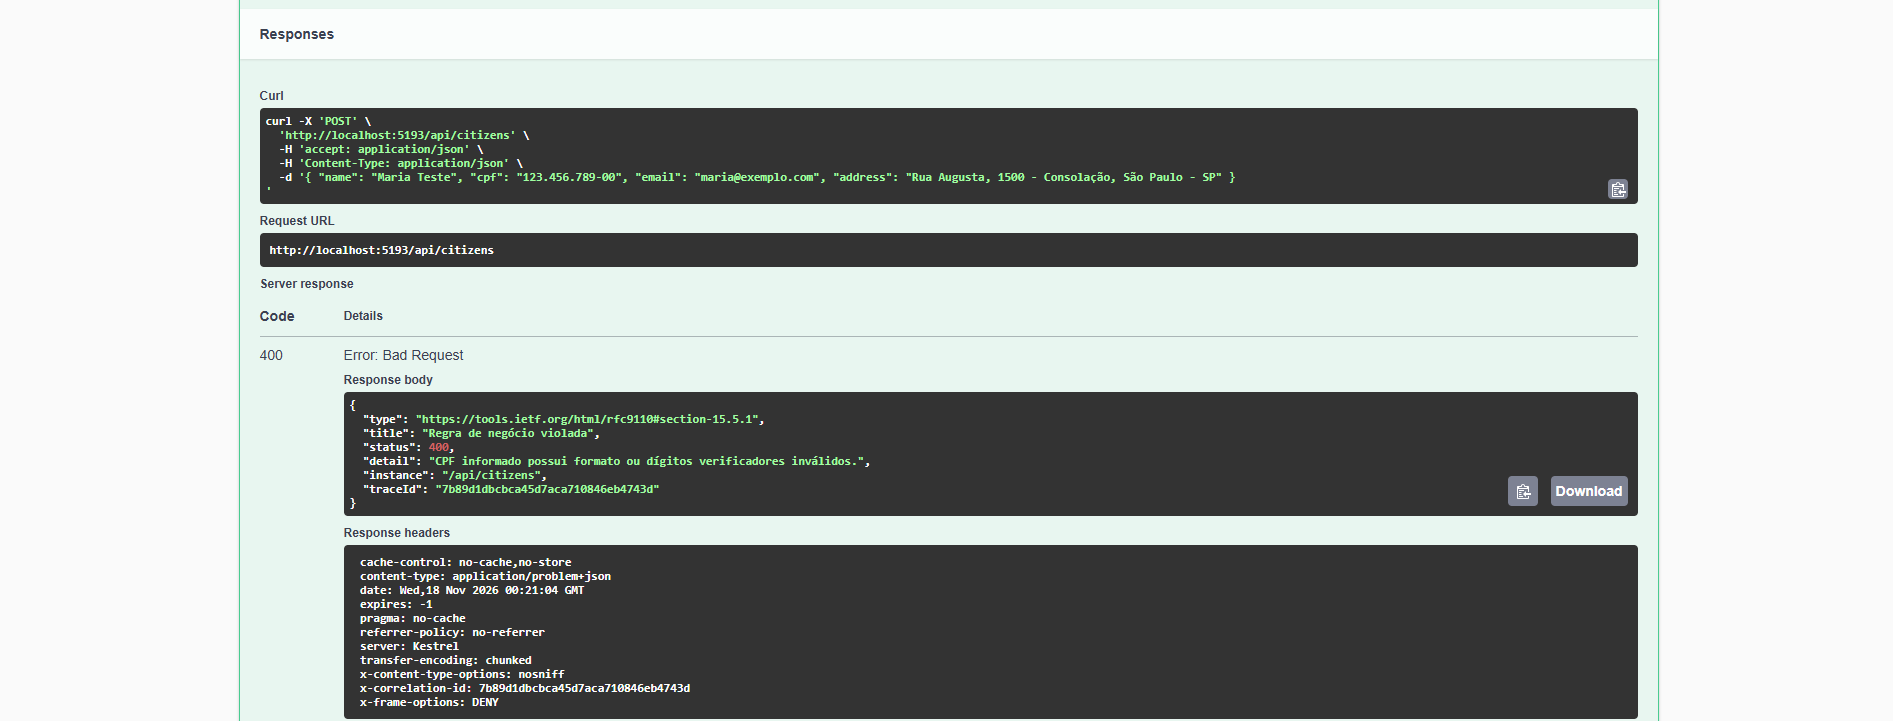 Responses
Curl
curl -X 'POST' \
'http://localhost:5193/api/citizens' \
-H 'accept: application/json' \
-H 'Content-Type: application/json' \
-d '{ "name": "Maria Teste", "cpf": "123.456.789-00", "email": "maria@exemplo.com", "address": "Rua Augusta, 1500 - Consolação, São Paulo - SP" }
'
Request URL
http://localhost:5193/api/citizens
Server response
Code Details
400 Error: Bad Request
Response body
{
"type": "https://tools.ietf.org/html/rfc9110#section-15.5.1",
"title": "Regra de negócio violada",
"status": 400,
"detail": "CPF informado possui formato ou dígitos verificadores inválidos.",
"instance": "/api/citizens",
"traceId": "7b89d1dbcbca45d7aca710846eb4743d"
}
Download
Response headers
cache-control: no-cache,no-store
content-type: application/problem+json
date: Wed,18 Nov 2026 00:21:04 GMT
expires: -1
pragma: no-cache
referrer-policy: no-referrer
server: Kestrel
transfer-encoding: chunked
x-content-type-options: nosniff
x-correlation-id: 7b89d1dbcbca45d7aca710846eb4743d
x-frame-options: DENY